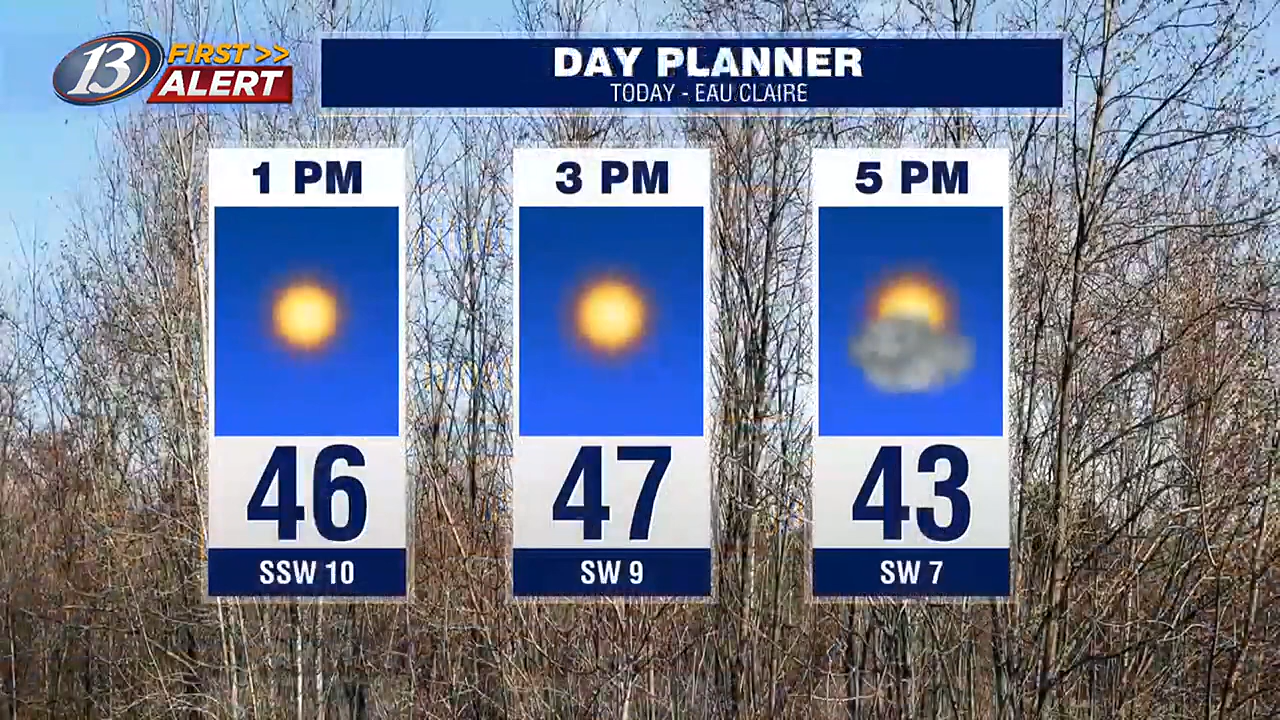 13 FIRST >>
ALERT
DAY PLANNER
TODAY - EAU CLAIRE
1 PM
3 PM
5 PM
46
47
43
SSW 10
SW 9
SW 7